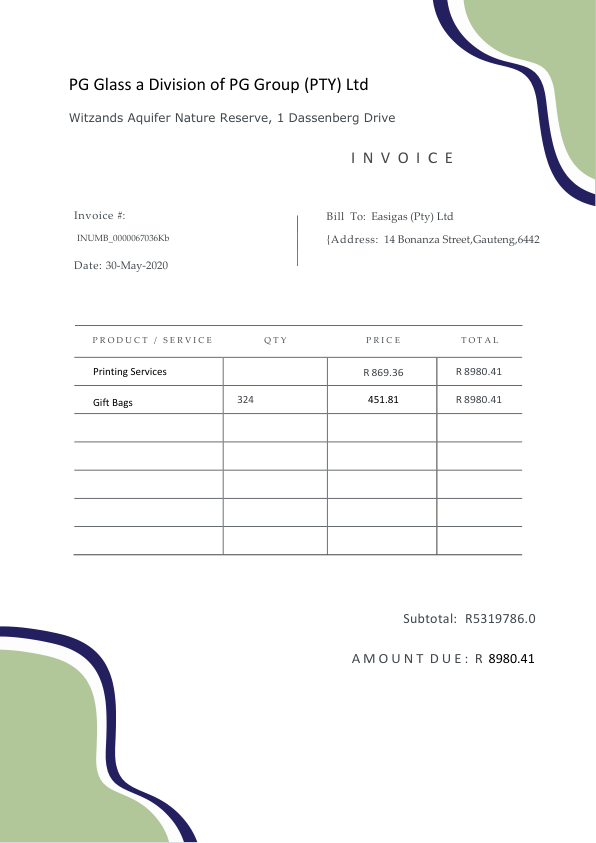 PG Glass a Division of PG Group (PTY) Ltd
Witzands Aquifer Nature Reserve, 1 Dassenberg Drive
INVOICE
Invoice #:
INUMB_0000067036Kb
Date: 30-May-2020
Bill To: Easigas (Pty) Ltd
{Address: 14 Bonanza Street,Gauteng,6442
PRODUCT / SERVICE QTY PRICE TOTAL
Printing Services R 869.36 R 8980.41
Gift Bags 324 451.81 R 8980.41
Subtotal: R5319786.0
AMOUNT DUE: R 8980.41